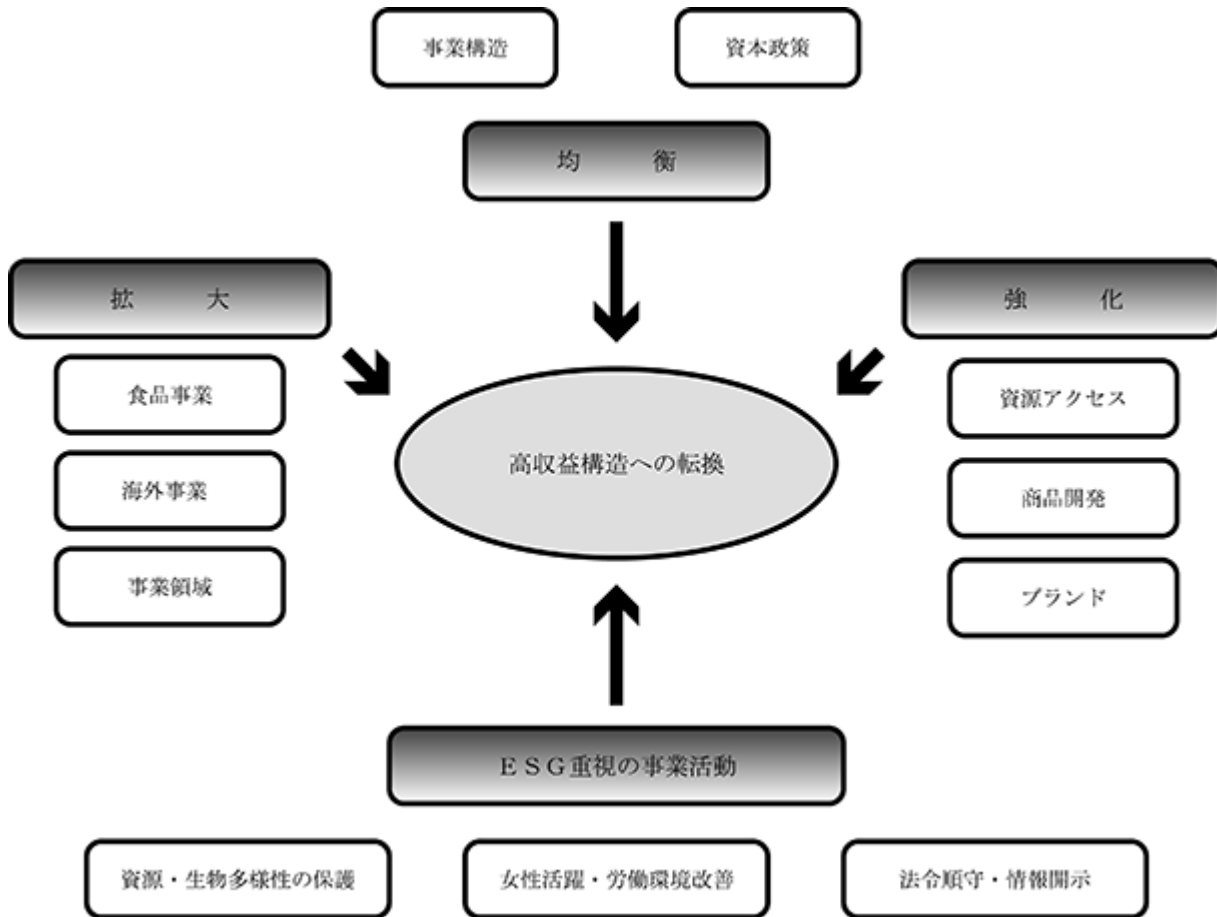 事業構造
資本政策
均衡
拡大
強化
食品事業
海外事業
事業領域
高収益構造への転換
資源アクセス
商品開発
ブランド
ＥＳＧ重視の事業活動
資源・生物多様性の保護
女性活躍・労働環境改善
法令順守・情報開示